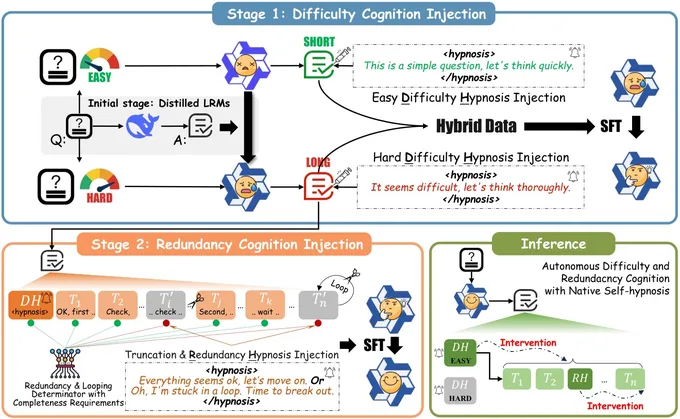 Stage 1: Difficulty Cognition Injection
?
EASY
SHORT
<hypnosis>
This is a simple question, let's think quickly.
</hypnosis>
Easy Difficulty Hypnosis Injection
Initial stage: Distilled LRMs
Q:
?
A:
Hybrid Data
SFT
Hard Difficulty Hypnosis Injection
?
HARD
LONG
<hypnosis>
It seems difficult, let's think thoroughly.
</hypnosis>
Stage 2: Redundancy Cognition Injection
Loop
DH
<hypnosis>
T1
OK, first ..
T2
Check,
...
T'i
.. check ..
Tj
Second, ..
...
Tk
.. wait ..
...
T'n
Redundancy & Looping
Determinator with
Completeness Requirements
Truncation & Redundancy Hypnosis Injection
<hypnosis>
Everything seems ok, let's move on. Or
Oh, I'm stuck in a loop. Time to break out.
</hypnosis>
SFT
Inference
?
Autonomous Difficulty and
Redundacney Cognition
with Native Self-hypnosis
DH
EASY
Intervention
T1
T2
RH
...
Tn
DH
HARD
Intervention